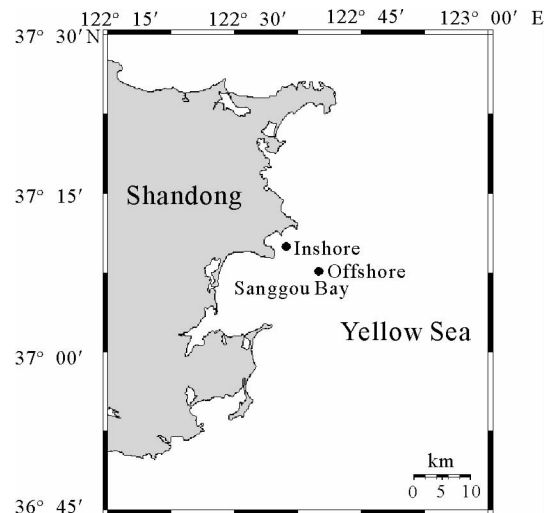 122° 15′ 122° 30′ 122° 45′ 123° 00′ E
37° 30′ N
Shandong
37° 15′
Inshore
Offshore
Sanggou Bay
Yellow Sea
37° 00′
km
0 5 10
36° 45′